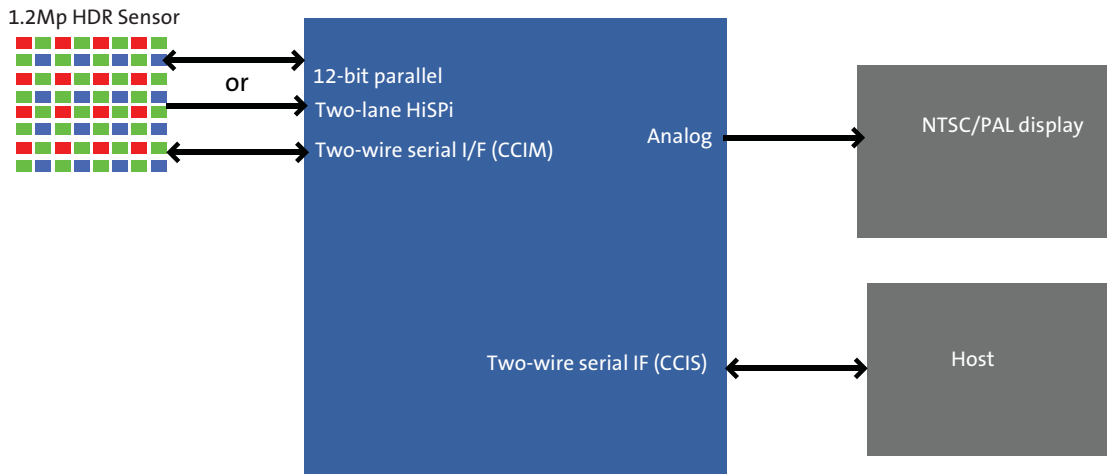 1.2Mp HDR Sensor
or
12-bit parallel
Two-lane HiSPi
Two-wire serial I/F (CCIM)
Analog
NTSC/PAL display
Two-wire serial IF (CCIS)
Host